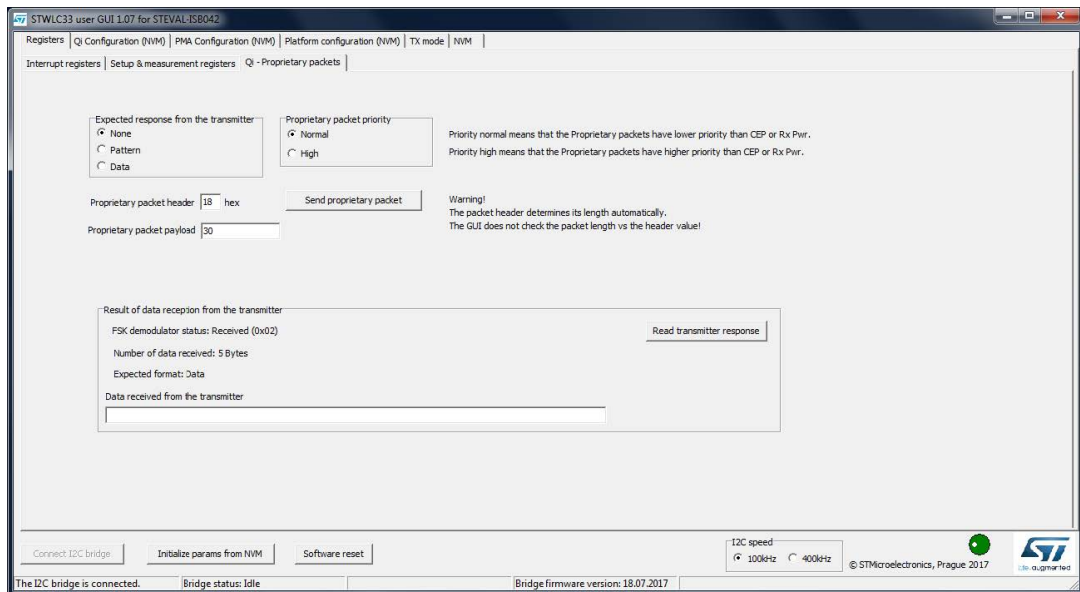 STWLC33 user GUI 1.07 for STEVAL-ISB042
Registers | Qi Configuration (NVM) | PMA Configuration (NVM) | Platform configuration (NVM) | TX mode | NVM
Interrupt registers | Setup & measurement registers | Qi - Proprietary packets
Expected response from the transmitter
None
Pattern
Data
Proprietary packet priority
Normal
High
Priority normal means that the Proprietary packets have lower priority than CEP or Rx Pwr.
Priority high means that the Proprietary packets have higher priority than CEP or Rx Pwr.
Proprietary packet header 18 hex
Send proprietary packet
Proprietary packet payload 30
Warning!
The packet header determines its length automatically.
The GUI does not check the packet length vs the header value!
Result of data reception from the transmitter
FSK demodulator status: Received (0x02)
Read transmitter response
Number of data received: 5 Bytes
Expected format: Data
Data received from the transmitter
Connect I2C bridge
Initialize params from NVM
Software reset
I2C speed
100kHz 400kHz
© STMicroelectronics, Prague 2017
ST
life.augmented
The I2C bridge is connected.
Bridge status: Idle
Bridge firmware version: 18.07.2017